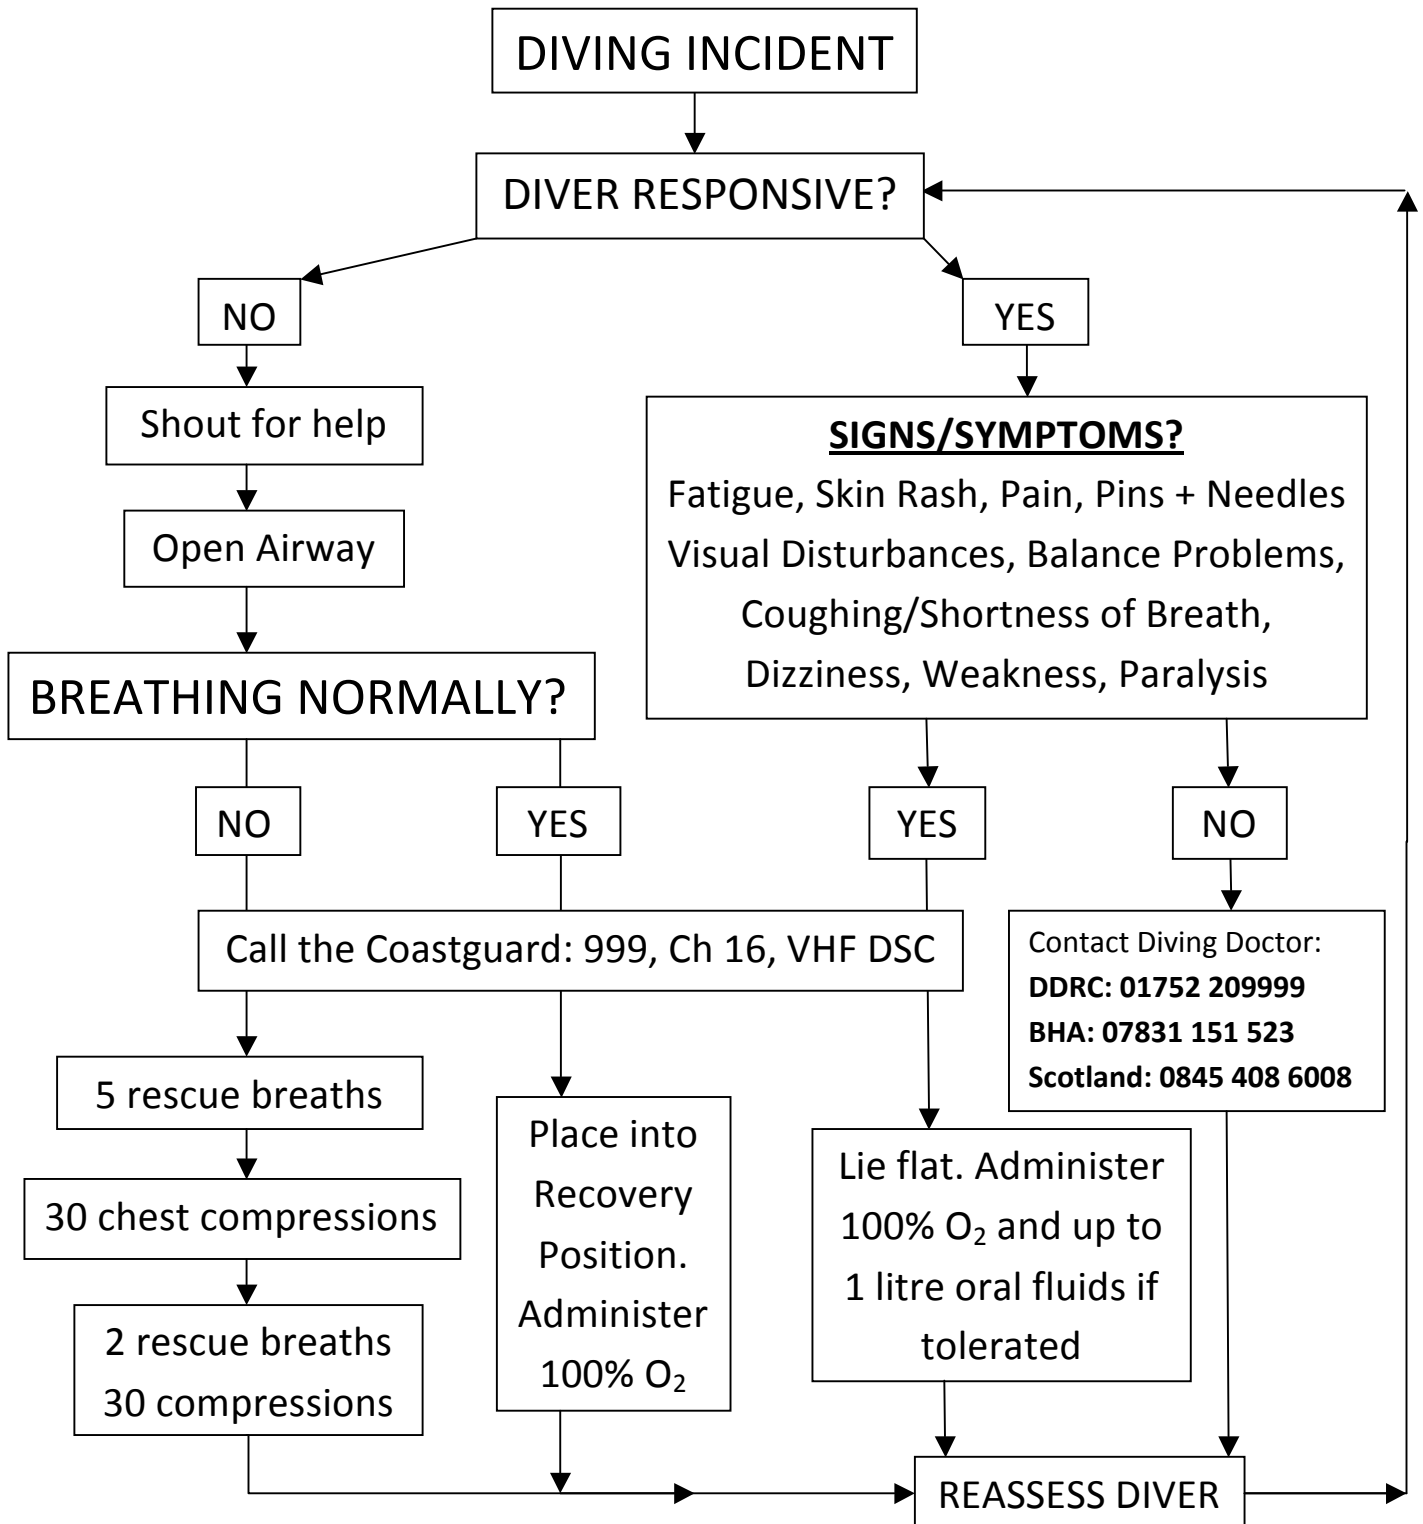 DIVING INCIDENT
DIVER RESPONSIVE?
NO
YES
Shout for help
Open Airway
BREATHING NORMALLY?
NO
YES
SIGNS/SYMPTOMS?
Fatigue, Skin Rash, Pain, Pins + Needles
Visual Disturbances, Balance Problems,
Coughing/Shortness of Breath,
Dizziness, Weakness, Paralysis
YES
NO
Call the Coastguard: 999, Ch 16, VHF DSC
Contact Diving Doctor:
DDRC: 01752 209999
BHA: 07831 151 523
Scotland: 0845 408 6008
5 rescue breaths
30 chest compressions
2 rescue breaths
30 compressions
Place into
Recovery
Position.
Administer
100% O₂
Lie flat. Administer
100% O₂ and up to
1 litre oral fluids if
tolerated
REASSESS DIVER